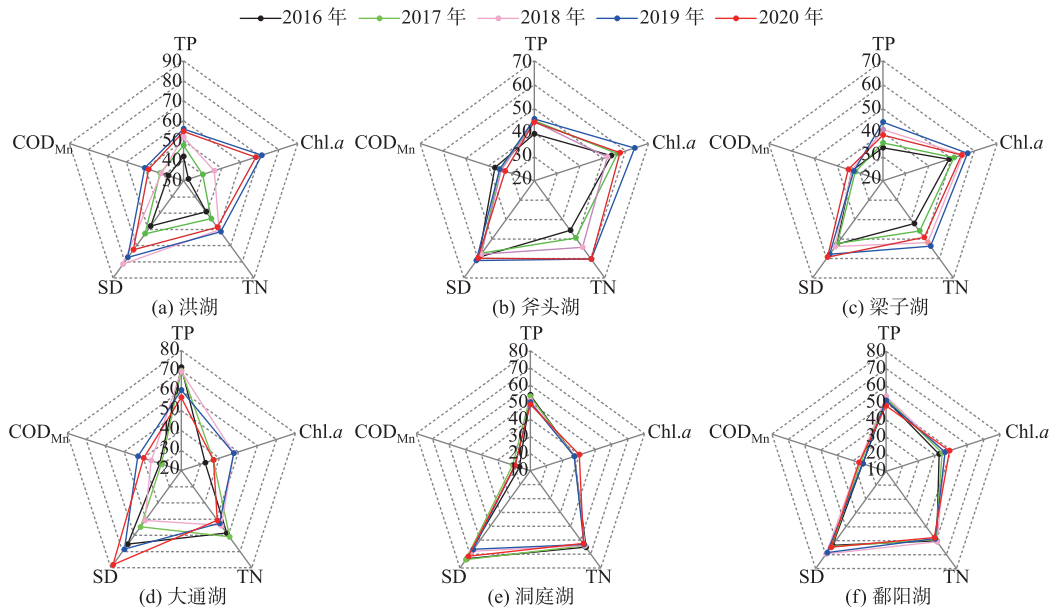 2016 年 2017 年 2018 年 2019 年 2020 年
TP
90
80
70
60
50
40
30
Chl.a
TN
SD
COD_Mn
(a) 洪湖
TP
70
60
50
40
30
20
Chl.a
TN
SD
COD_Mn
(b) 斧头湖
TP
70
60
50
40
30
20
Chl.a
TN
SD
COD_Mn
(c) 梁子湖
TP
80
70
60
50
40
30
20
Chl.a
TN
SD
COD_Mn
(d) 大通湖
TP
80
70
60
50
40
30
20
10
Chl.a
TN
SD
COD_Mn
(e) 洞庭湖
TP
80
70
60
50
40
30
20
10
Chl.a
TN
SD
COD_Mn
(f) 鄱阳湖